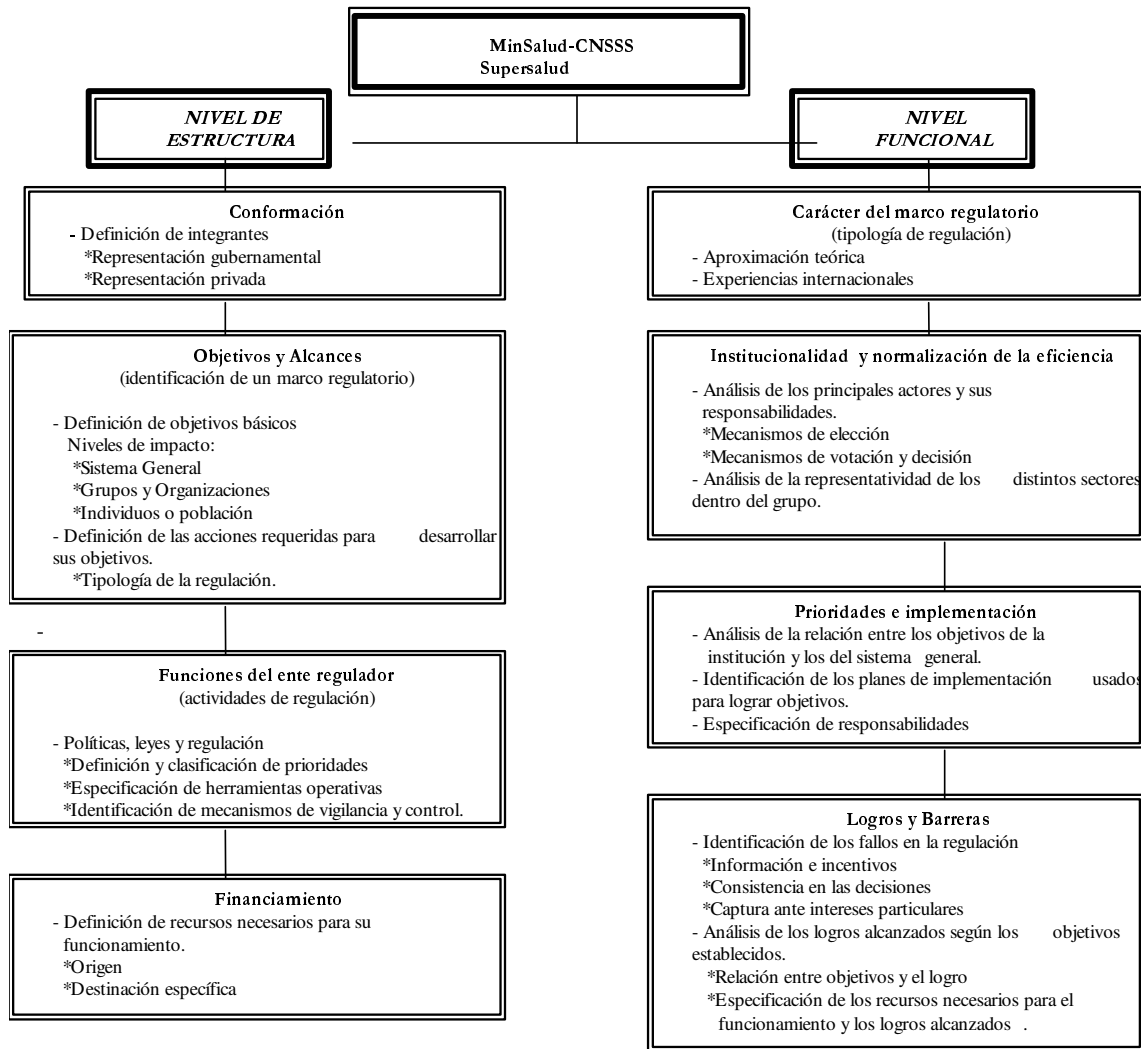 MinSalud-CNSSS
Supersalud
NIVEL DE
ESTRUCTURA
Conformación
- Definición de integrantes
*Representación gubernamental
*Representación privada
Objetivos y Alcances
(identificación de un marco regulatorio)
- Definición de objetivos básicos
Niveles de impacto:
*Sistema General
*Grupos y Organizaciones
*Individuos o población
- Definición de las acciones requeridas para desarrollar
sus objetivos.
*Tipología de la regulación.
-
Funciones del ente regulador
(actividades de regulación)
- Políticas, leyes y regulación
*Definición y clasificación de prioridades
*Especificación de herramientas operativas
*Identificación de mecanismos de vigilancia y control.
Financiamiento
- Definición de recursos necesarios para su
funcionamiento.
*Origen
*Destinación específica
NIVEL
FUNCIONAL
Carácter del marco regulatorio
(tipología de regulación)
- Aproximación teórica
- Experiencias internacionales
Institucionalidad y normalización de la eficiencia
- Análisis de los principales actores y sus
responsabilidades.
*Mecanismos de elección
*Mecanismos de votación y decisión
- Análisis de la representatividad de los distintos sectores
dentro del grupo.
Prioridades e implementación
- Análisis de la relación entre los objetivos de la
institución y los del sistema general.
- Identificación de los planes de implementación usados
para lograr objetivos.
- Especificación de responsabilidades
Logros y Barreras
- Identificación de los fallos en la regulación
*Información e incentivos
*Consistencia en las decisiones
*Captura ante intereses particulares
- Análisis de los logros alcanzados según los objetivos
establecidos.
*Relación entre objetivos y el logro
*Especificación de los recursos necesarios para el
funcionamiento y los logros alcanzados .